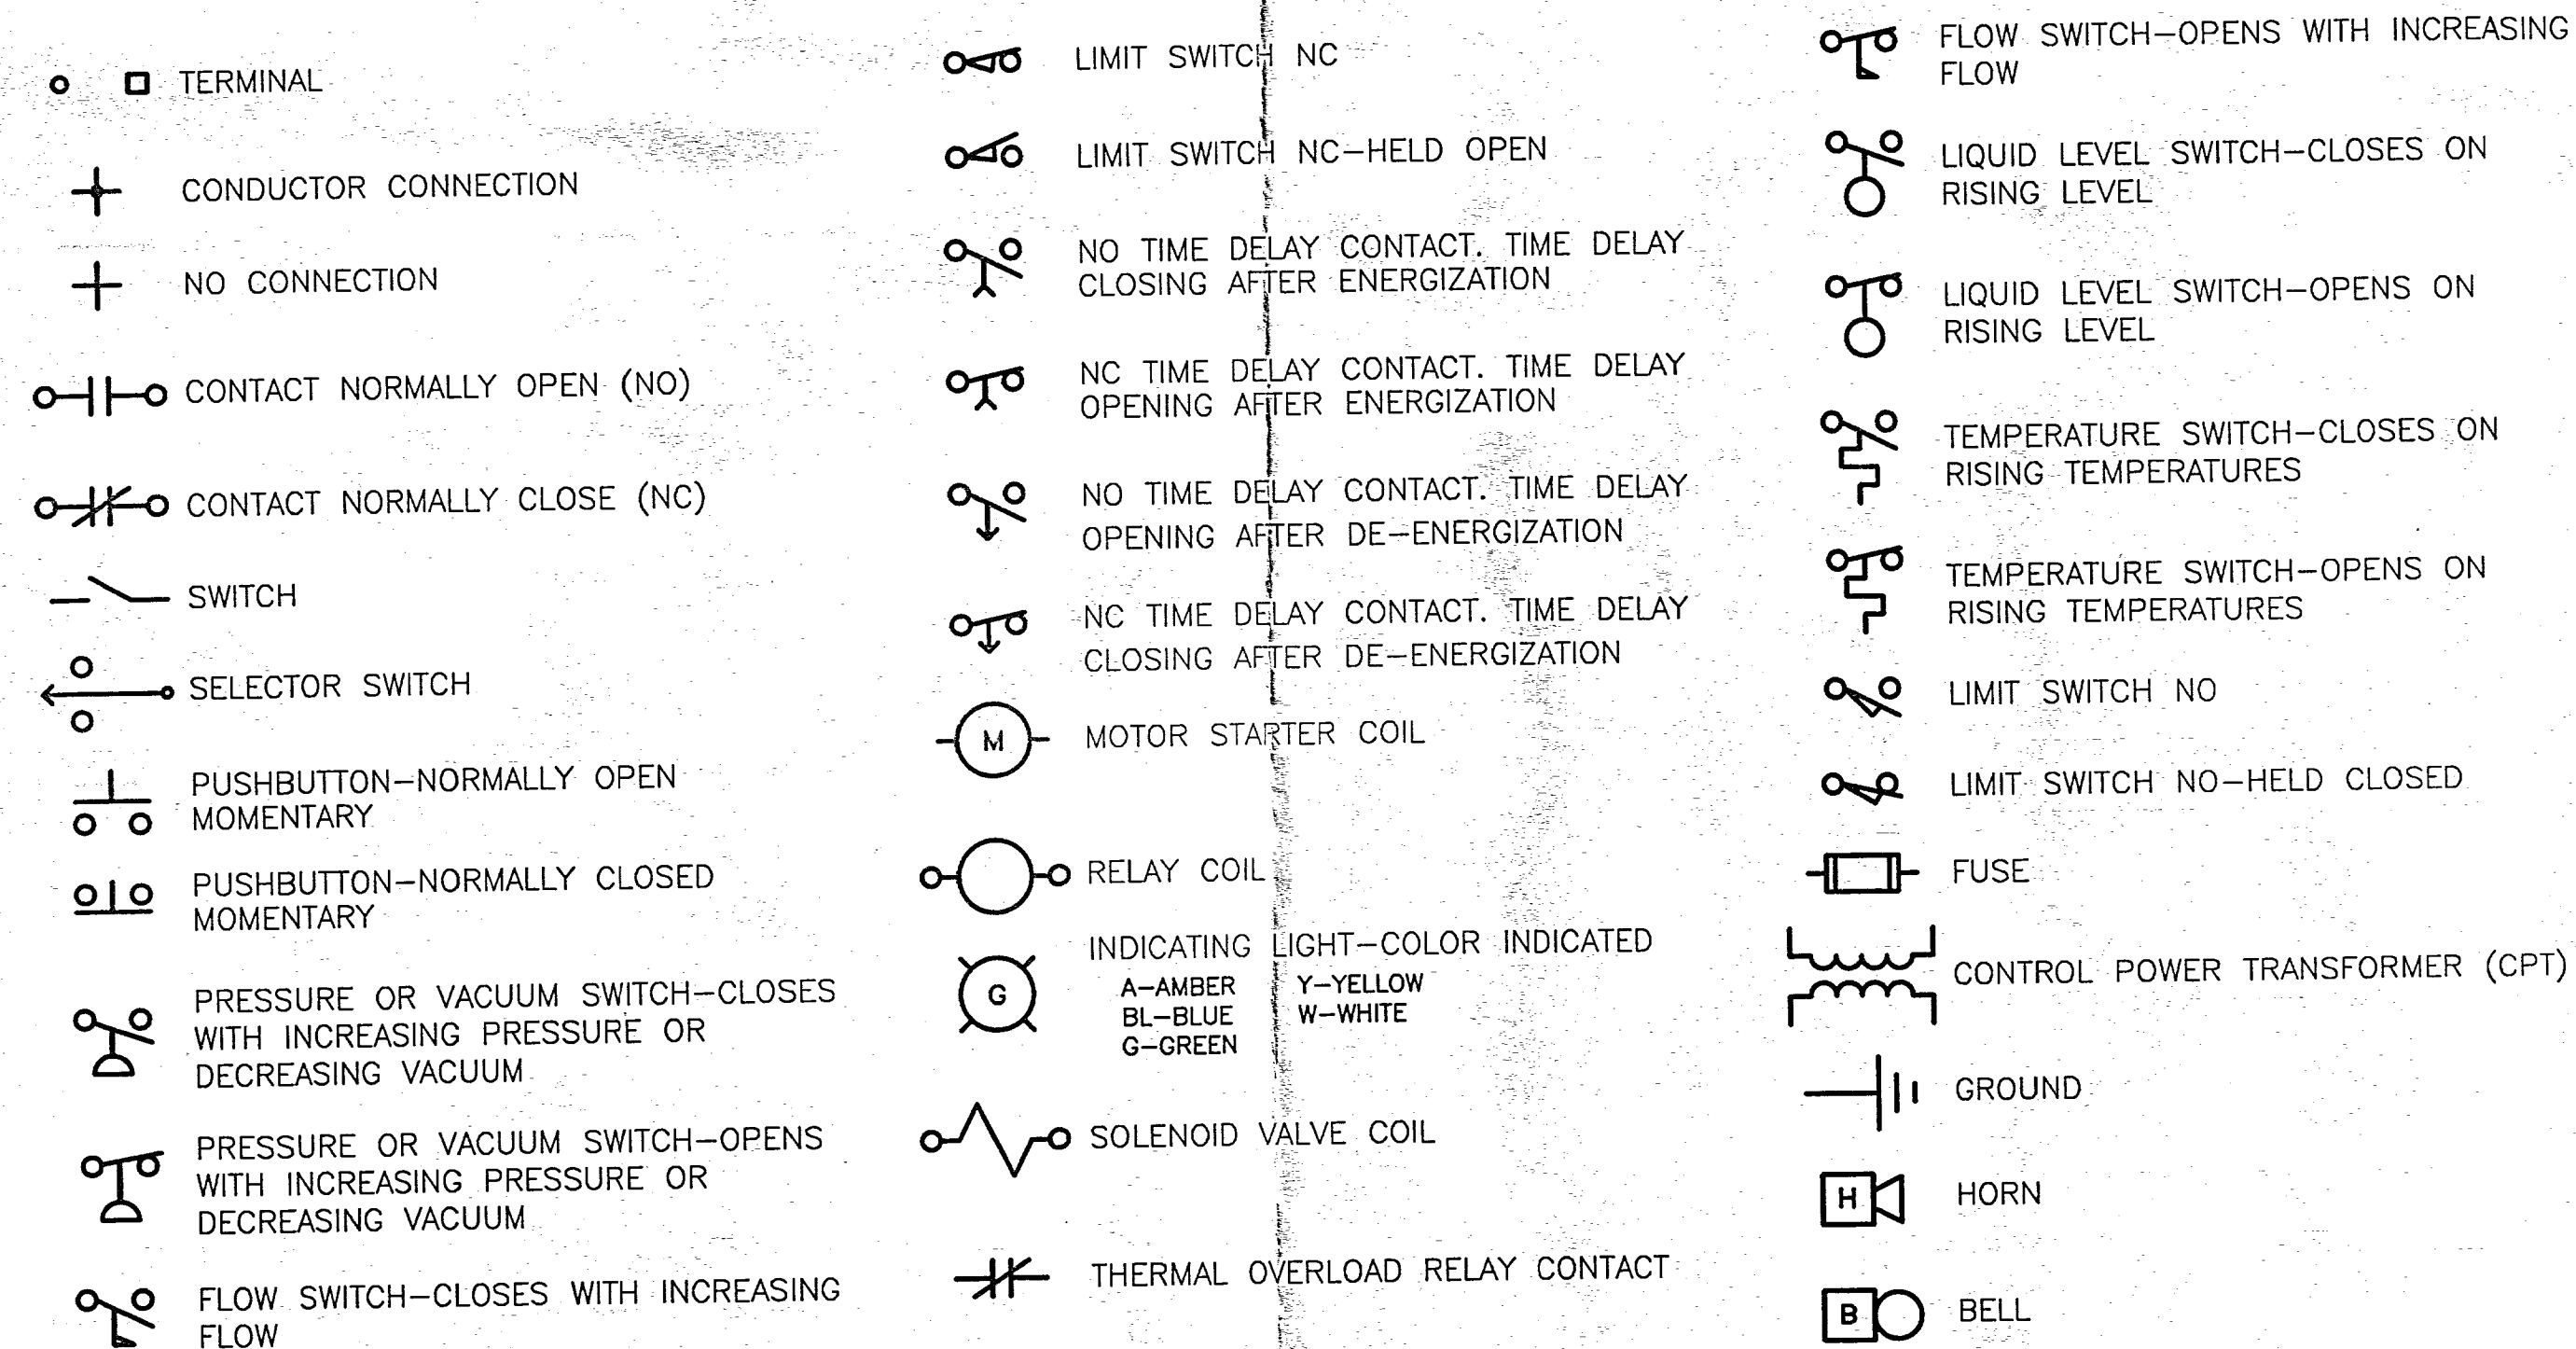 TERMINAL
CONDUCTOR CONNECTION
NO CONNECTION
CONTACT NORMALLY OPEN (NO)
CONTACT NORMALLY CLOSE (NC)
SWITCH
SELECTOR SWITCH
PUSHBUTTON-NORMALLY OPEN
MOMENTARY
PUSHBUTTON-NORMALLY CLOSED
MOMENTARY
PRESSURE OR VACUUM SWITCH-CLOSES
WITH INCREASING PRESSURE OR
DECREASING VACUUM
PRESSURE OR VACUUM SWITCH-OPENS
WITH INCREASING PRESSURE OR
DECREASING VACUUM
FLOW SWITCH-CLOSES WITH INCREASING
FLOW
LIMIT SWITCH NC
LIMIT SWITCH NC-HELD OPEN
NO TIME DELAY CONTACT. TIME DELAY
CLOSING AFTER ENERGIZATION
NC TIME DELAY CONTACT. TIME DELAY
OPENING AFTER ENERGIZATION
NO TIME DELAY CONTACT. TIME DELAY
OPENING AFTER DE-ENERGIZATION
NC TIME DELAY CONTACT. TIME DELAY
CLOSING AFTER DE-ENERGIZATION
M MOTOR STARTER COIL
RELAY COIL
INDICATING LIGHT-COLOR INDICATED
G
A-AMBER Y-YELLOW
BL-BLUE W-WHITE
G-GREEN
SOLENOID VALVE COIL
THERMAL OVERLOAD RELAY CONTACT
FLOW SWITCH-OPENS WITH INCREASING
FLOW
LIQUID LEVEL SWITCH-CLOSES ON
RISING LEVEL
LIQUID LEVEL SWITCH-OPENS ON
RISING LEVEL
TEMPERATURE SWITCH-CLOSES ON
RISING TEMPERATURES
TEMPERATURE SWITCH-OPENS ON
RISING TEMPERATURES
LIMIT SWITCH NO
LIMIT SWITCH NO-HELD CLOSED
FUSE
CONTROL POWER TRANSFORMER (CPT)
GROUND
H HORN
B BELL